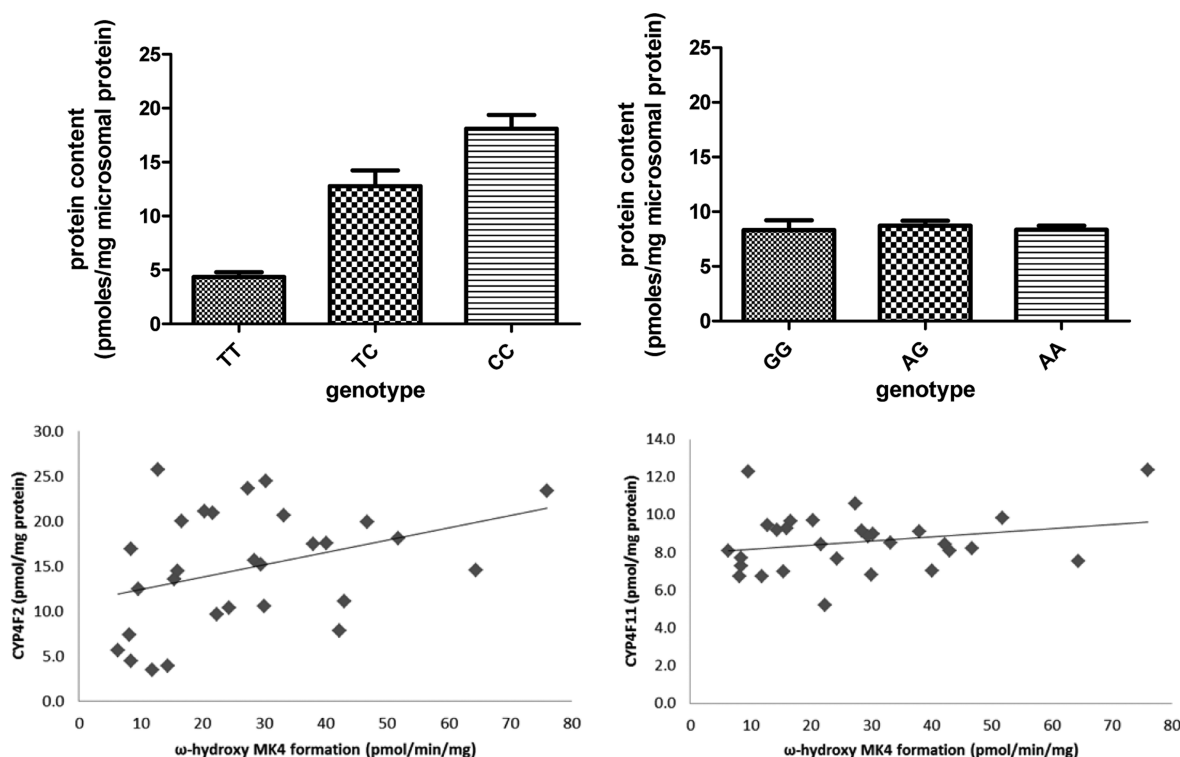 protein content
(pmoles/mg microsomal protein)
25
20
15
10
5
0
TT
TC
CC
genotype
protein content
(pmoles/mg microsomal protein)
25
20
15
10
5
0
GG
AG
AA
genotype
CYP4F2 (pmol/mg protein)
30.0
25.0
20.0
15.0
10.0
5.0
0.0
0 10 20 30 40 50 60 70 80
ω-hydroxy MK4 formation (pmol/min/mg)
CYP4F11 (pmol/mg protein)
14.0
12.0
10.0
8.0
6.0
4.0
2.0
0.0
0 10 20 30 40 50 60 70 80
ω-hydroxy MK4 formation (pmol/min/mg)